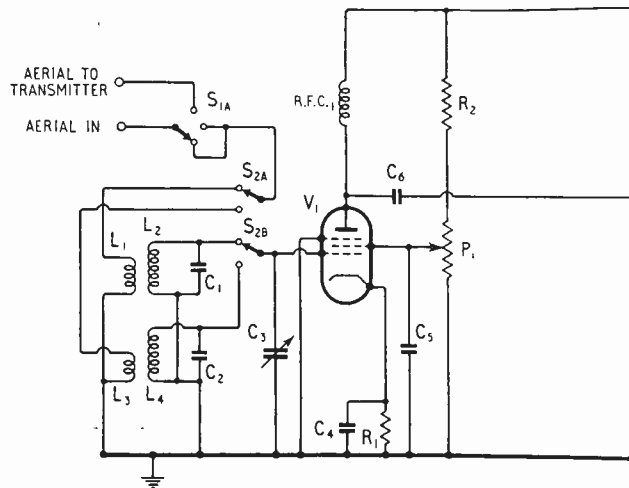 AERIAL TO
TRANSMITTER
S1A
R.F.C.1
R2
AERIAL IN
S2A
C6
V1
L1
L2
S2B
P1
C1
C3
C5
C2
L3
L4
C4
R1